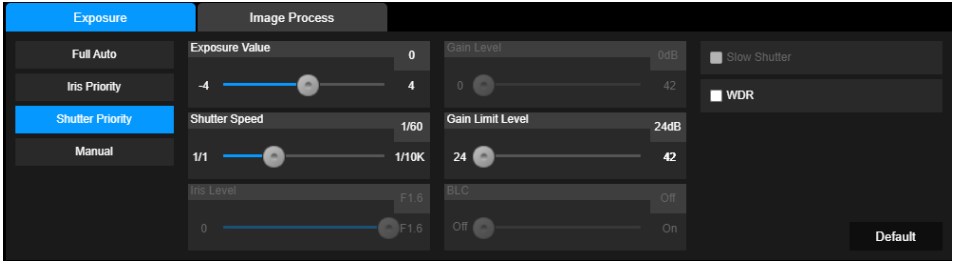 Exposure
Image Process
Full Auto
Iris Priority
Shutter Priority
Manual
Exposure Value 0
-4 4
Shutter Speed 1/60
1/1 1/10K
Iris Level F1.6
0 F1.6
Gain Level 0dB
0 42
Gain Limit Level 24dB
24 42
BLC Off
Off On
Slow Shutter
WDR
Default